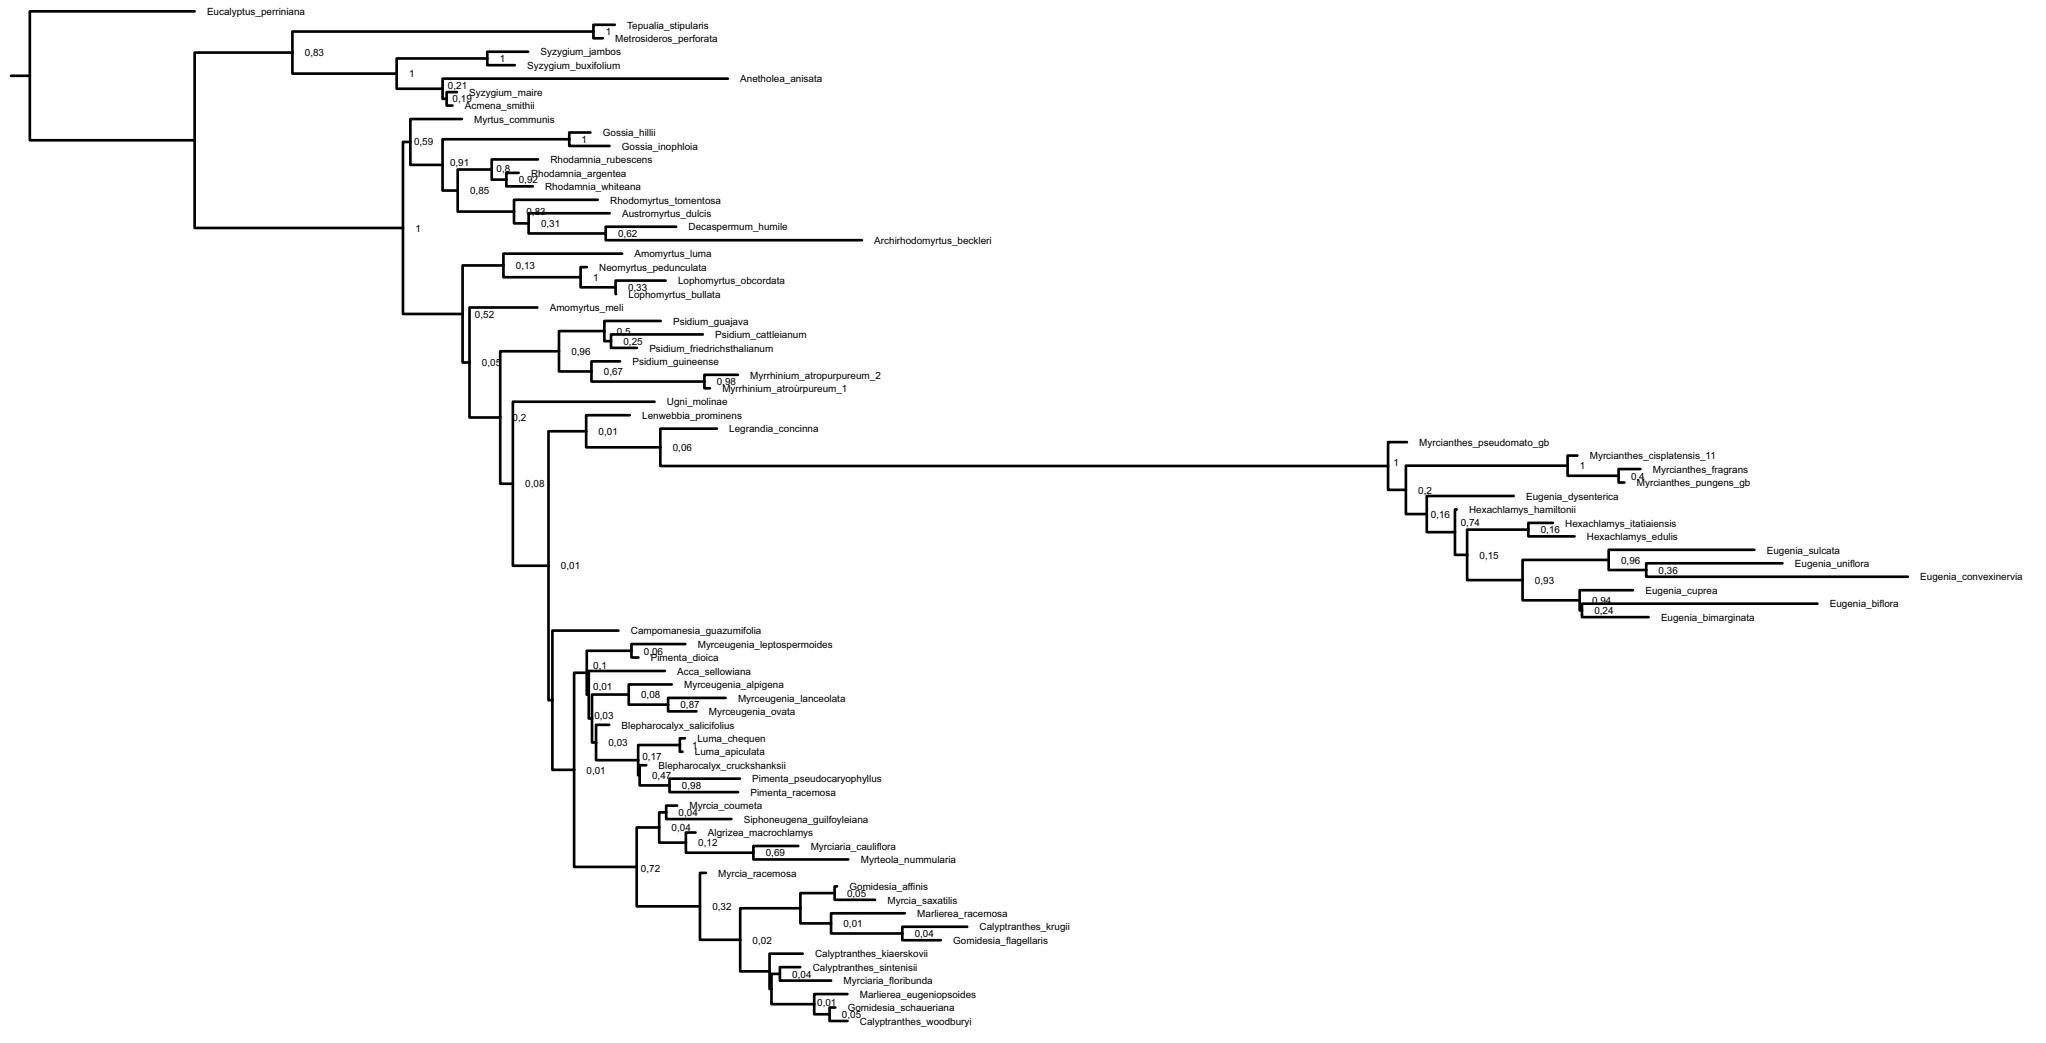 Eucalyptus_perriniana
Tepualia_stipularis
1
Metrosideros_perforata
0,83
Syzygium_jambos
1
Syzygium_buxifolium
1
Anetholea_anisata
0,21
Syzygium_maire
0,19
Acmena_smithii
Myrtus_communis
Gossia_hillii
0,59
1
Gossia_inophloia
Rhodamnia_rubescens
0,91
0,8
Rhodamnia_argentea
0,92
Rhodamnia_whiteana
0,85
Rhodomyrtus_tomentosa
0,83
Austromyrtus_dulcis
0,31
Decaspermum_humile
1
0,62
Archirhodomyrtus_beckleri
Amomyrtus_luma
0,13
Neomyrtus_pedunculata
1
Lophomyrtus_obcordata
0,33
Lophomyrtus_bullata
Amomyrtus_meli
0,52
Psidium_guajava
0,5
Psidium_cattleianum
0,25
Psidium_friedrichsthalianum
0,96
0,05
Psidium_guineense
0,67
Myrrhinium_atropurpureum_2
0,98
Myrrhinium_atroùrpureum_1
Ugni_molinae
0,2
Lenwebbia_prominens
0,01
Legrandia_concinna
0,06
Myrcianthes_pseudomato_gb
1
Myrcianthes_cisplatensis_11
1
Myrcianthes_fragrans
0,4
Myrcianthes_pungens_gb
0,08
0,2
Eugenia_dysenterica
0,16
Hexachlamys_hamiltonii
0,74
Hexachlamys_itatiaiensis
0,16
Hexachlamys_edulis
0,15
Eugenia_sulcata
0,96
Eugenia_uniflora
0,01
0,36
Eugenia_convexinervia
0,93
Eugenia_cuprea
0,94
Eugenia_biflora
0,24
Eugenia_bimarginata
Campomanesia_guazumifolia
Myrceugenia_leptospermoides
0,06
Pimenta_dioica
0,1
Acca_sellowiana
0,01
Myrceugenia_alpigena
0,08
Myrceugenia_lanceolata
0,87
Myrceugenia_ovata
0,03
Blepharocalyx_salicifolius
0,03
Luma_chequen
1
Luma_apiculata
0,17
Blepharocalyx_cruckshanksii
0,01
0,47
Pimenta_pseudocaryophyllus
0,98
Pimenta_racemosa
Myrcia_coumeta
0,04
Siphoneugena_guilfoyleiana
0,04
Algrizea_macrochlamys
0,12
Myrciaria_cauliflora
0,69
Myrteola_nummularia
0,72
Myrcia_racemosa
Gomidesia_affinis
0,05
Myrcia_saxatilis
0,32
Marlierea_racemosa
0,01
Calyptranthes_krugii
0,04
Gomidesia_flagellaris
0,02
Calyptranthes_kiaerskovii
Calyptranthes_sintenisii
0,04
Myrciaria_floribunda
Marlierea_eugeniopsoides
0,01
Gomidesia_schaueriana
0,05
Calyptranthes_woodburyi